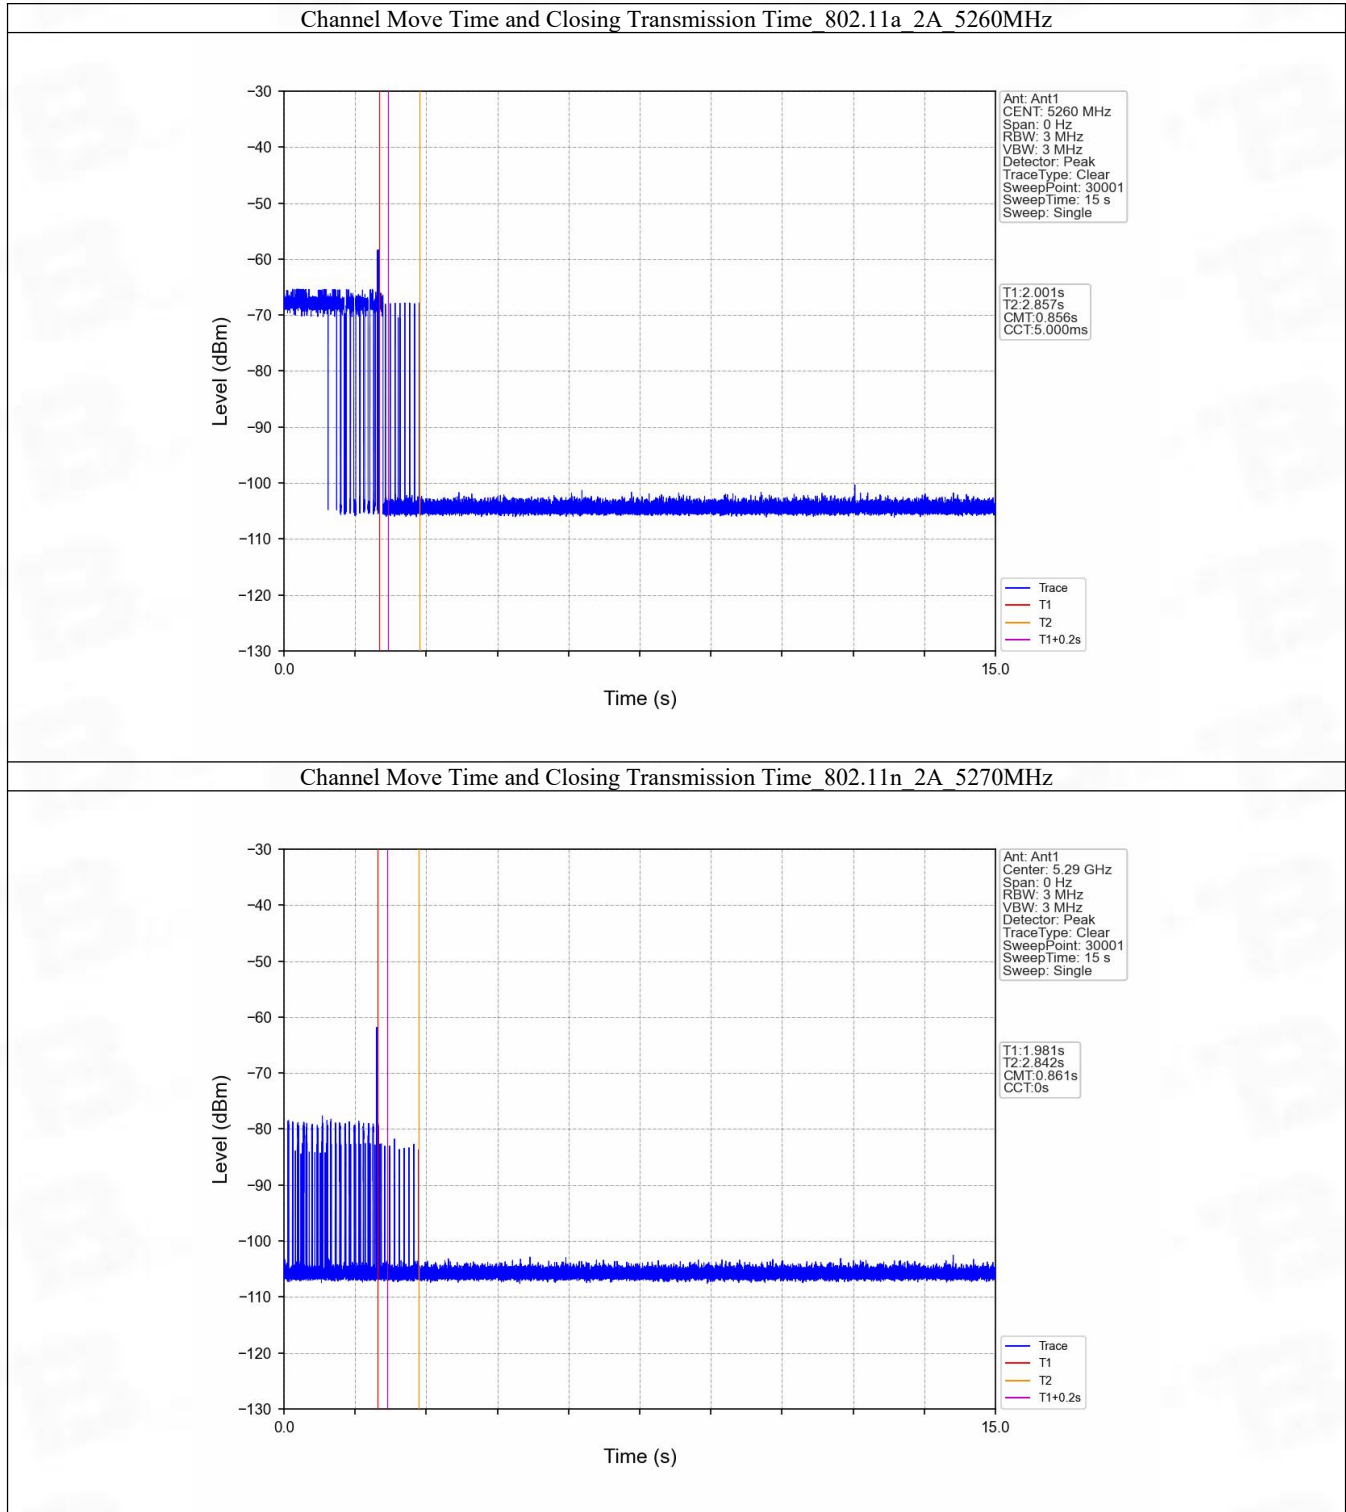 Channel Move Time and Closing Transmission Time_802.11a_2A_5260MHz
−30
−40
−50
−60
−70
−80
−90
−100
−110
−120
−130
Level (dBm)
0.0
15.0
Time (s)
Ant: Ant1
CENT: 5260 MHz
Span: 0 Hz
RBW: 3 MHz
VBW: 3 MHz
Detector: Peak
TraceType: Clear
SweepPoint: 30001
SweepTime: 15 s
Sweep: Single
T1:2.001s
T2:2.857s
CMT:0.856s
CCT:5.000ms
Trace
T1
T2
T1+0.2s
Channel Move Time and Closing Transmission Time_802.11n_2A_5270MHz
−30
−40
−50
−60
−70
−80
−90
−100
−110
−120
−130
Level (dBm)
0.0
15.0
Time (s)
Ant: Ant1
Center: 5.29 GHz
Span: 0 Hz
RBW: 3 MHz
VBW: 3 MHz
Detector: Peak
TraceType: Clear
SweepPoint: 30001
SweepTime: 15 s
Sweep: Single
T1:1.981s
T2:2.842s
CMT:0.861s
CCT:0s
Trace
T1
T2
T1+0.2s